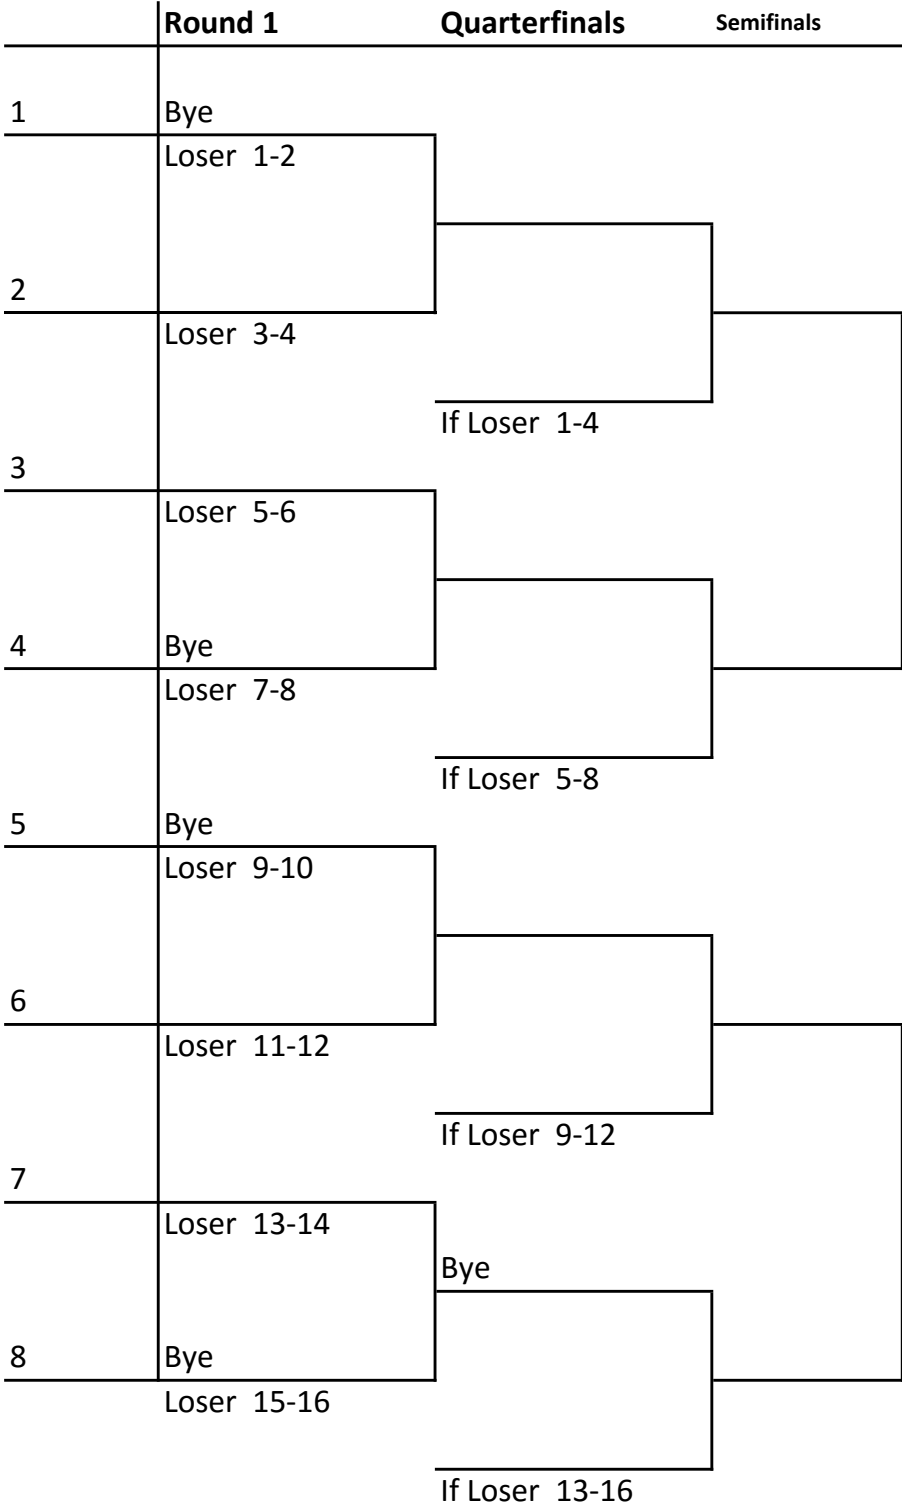 Round 1 Quarterfinals Semifinals
1 Bye
Loser 1-2
2
Loser 3-4
If Loser 1-4
3
Loser 5-6
4 Bye
Loser 7-8
If Loser 5-8
5 Bye
Loser 9-10
6
Loser 11-12
If Loser 9-12
7
Loser 13-14
Bye
8 Bye
Loser 15-16
If Loser 13-16